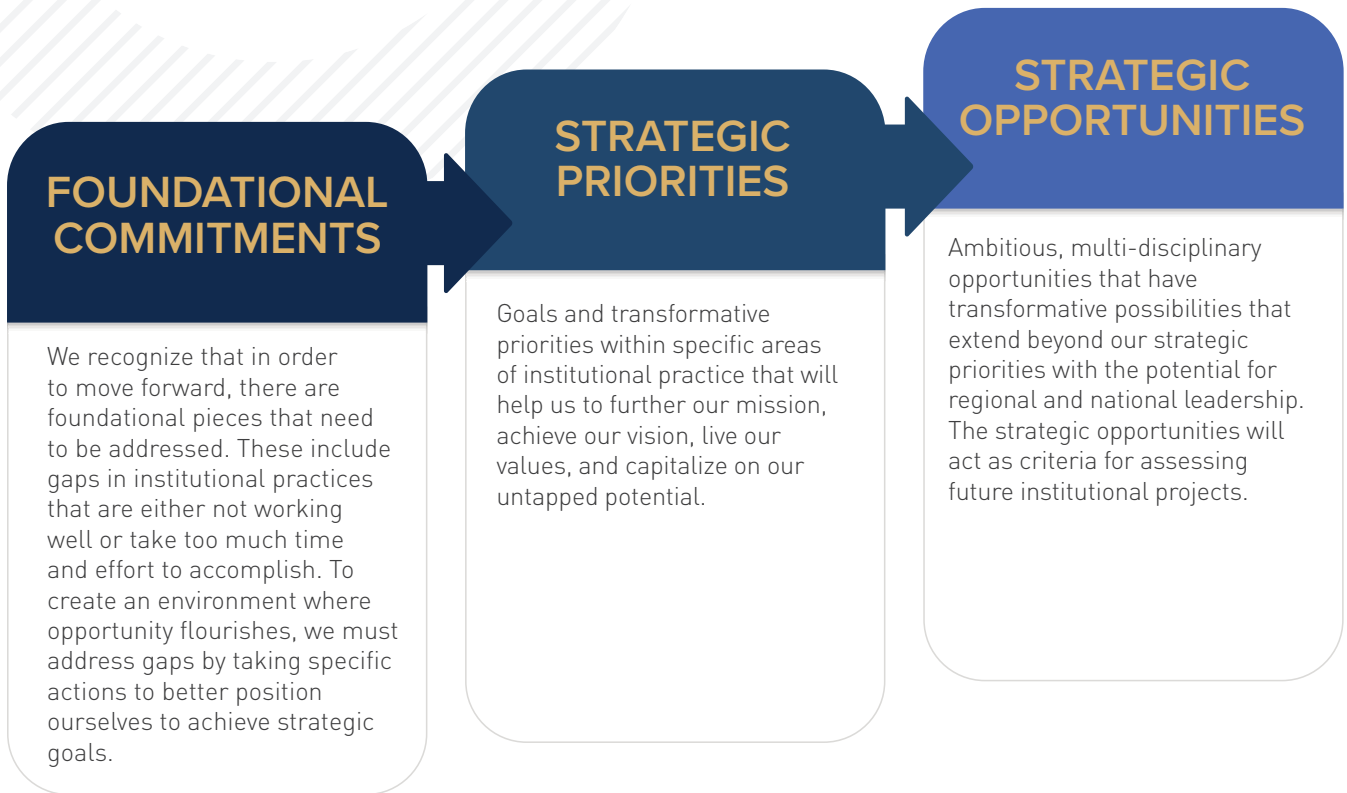 FOUNDATIONAL
COMMITMENTS
We recognize that in order
to move forward, there are
foundational pieces that need
to be addressed. These include
gaps in institutional practices
that are either not working
well or take too much time
and effort to accomplish. To
create an environment where
opportunity flourishes, we must
address gaps by taking specific
actions to better position
ourselves to achieve strategic
goals.
STRATEGIC
PRIORITIES
Goals and transformative
priorities within specific areas
of institutional practice that will
help us to further our mission,
achieve our vision, live our
values, and capitalize on our
untapped potential.
STRATEGIC
OPPORTUNITIES
Ambitious, multi-disciplinary
opportunities that have
transformative possibilities that
extend beyond our strategic
priorities with the potential for
regional and national leadership.
The strategic opportunities will
act as criteria for assessing
future institutional projects.